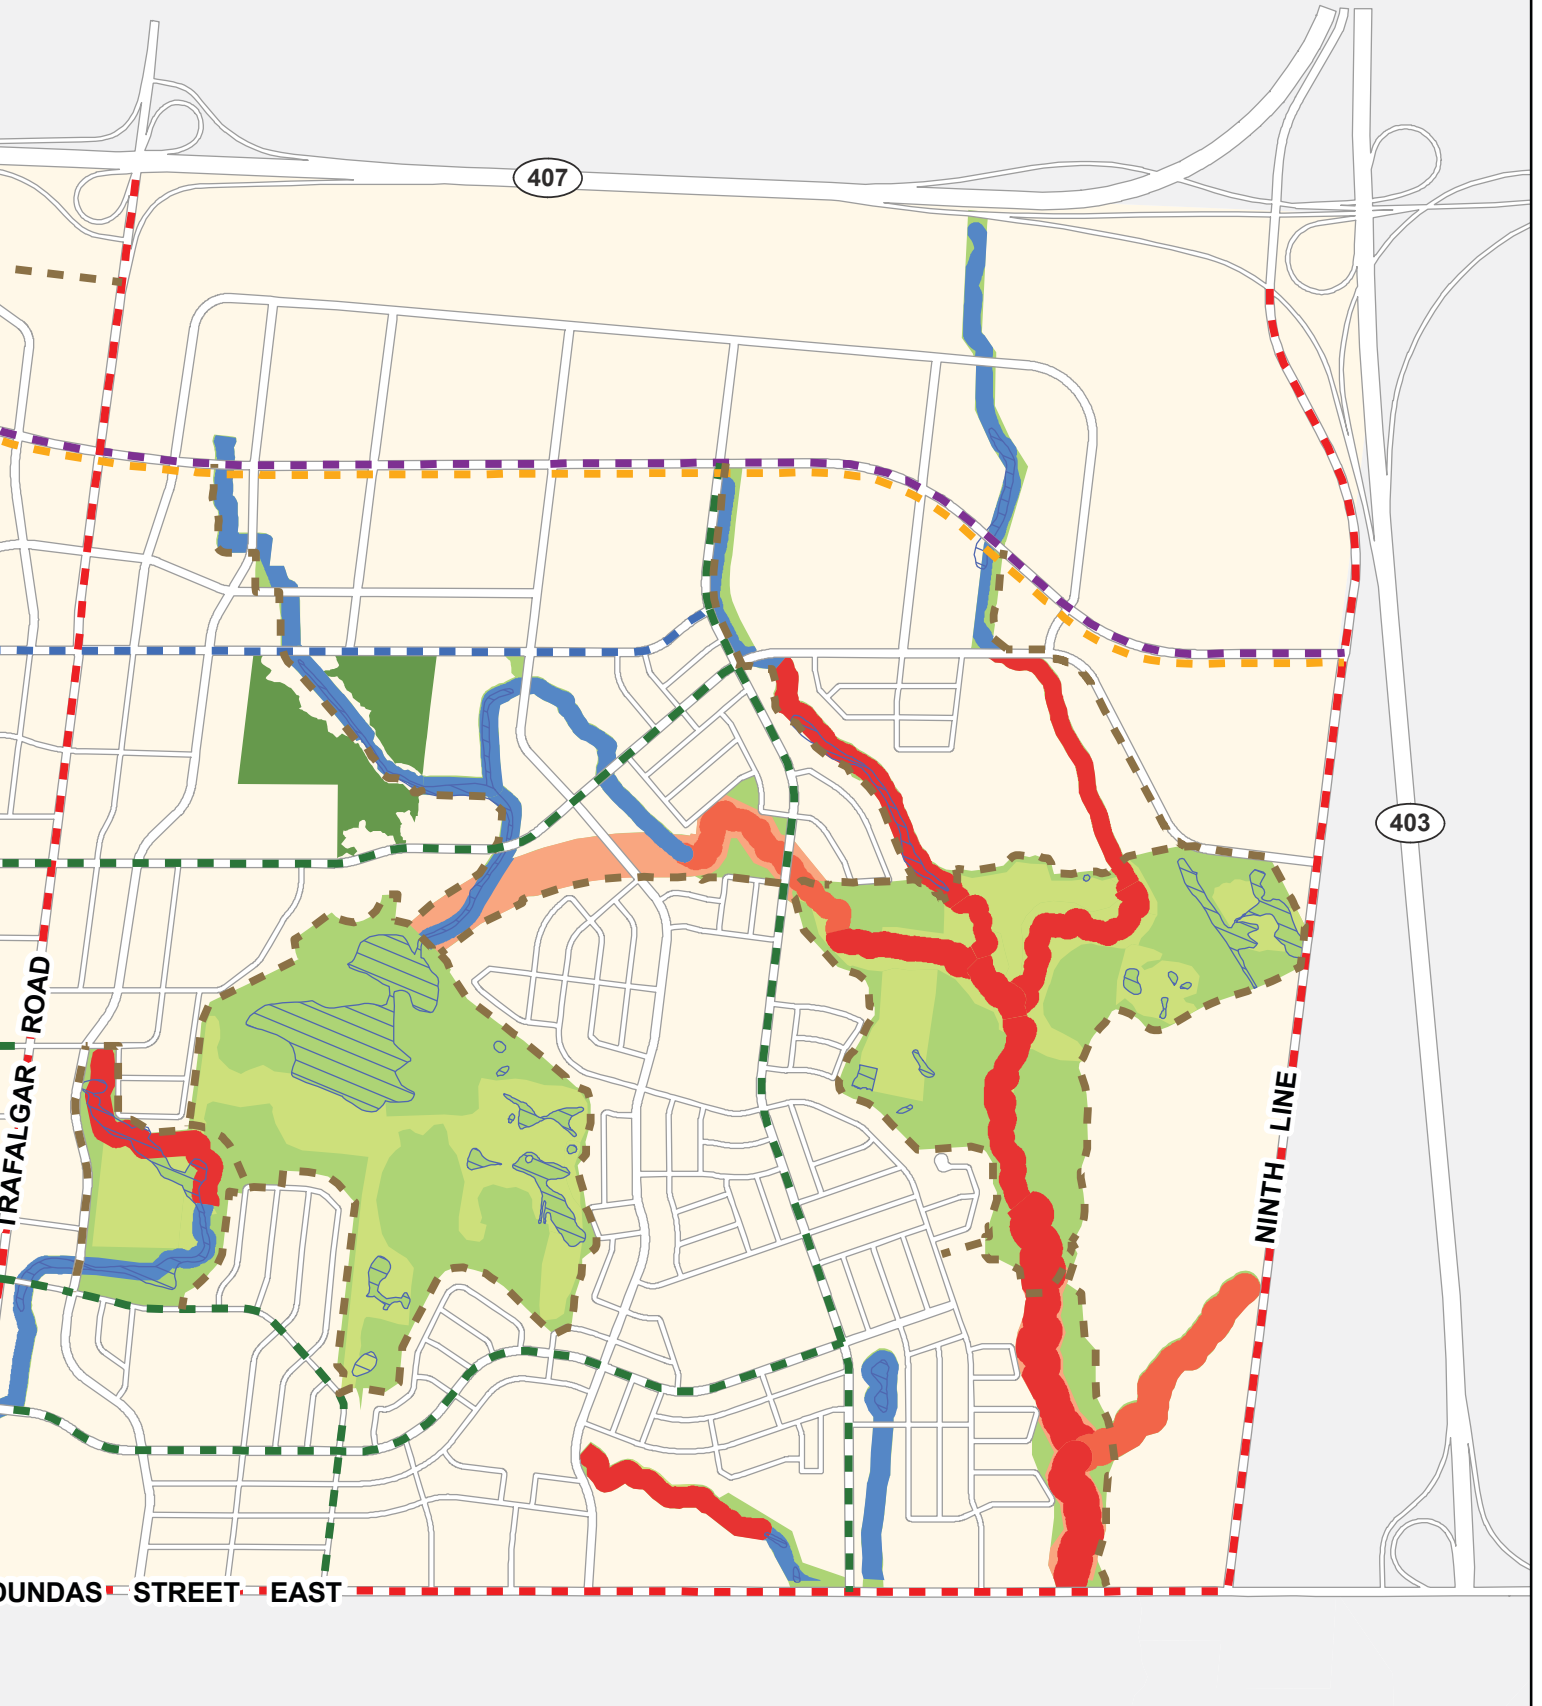 407
403
TRAFALGAR ROAD
NINTH LINE
DUNDAS STREET EAST